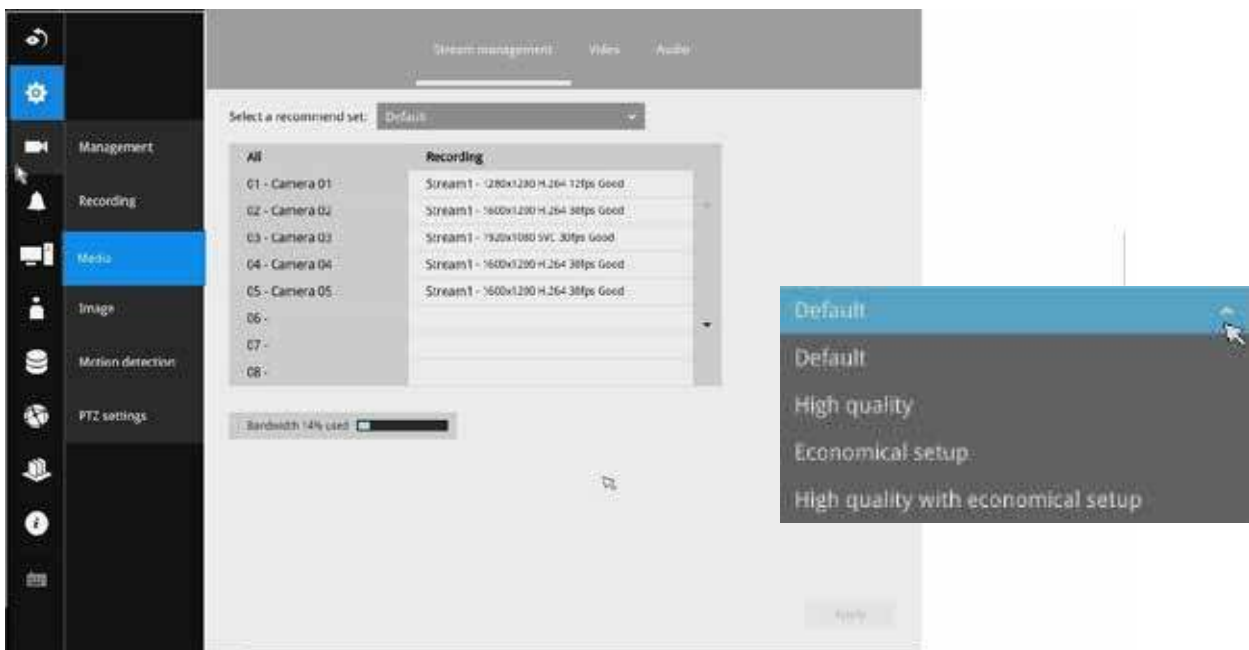 Stream management Video Audio
Select a recommend set: Default
Management
Recording
Media
Image
Motion detection
PTZ settings
All Recording
01 - Camera 01 Stream1 - 1280x1280 H.264 12fps Good
02 - Camera 02 Stream1 - 1600x1200 H.264 30fps Good
03 - Camera 03 Stream1 - 1920x1080 SVC 30fps Good
04 - Camera 04 Stream1 - 1600x1200 H.264 30fps Good
05 - Camera 05 Stream1 - 1600x1200 H.264 30fps Good
06 -
07 -
08 -
Bandwidth 14% used
Apply
Default
Default
High quality
Economical setup
High quality with economical setup